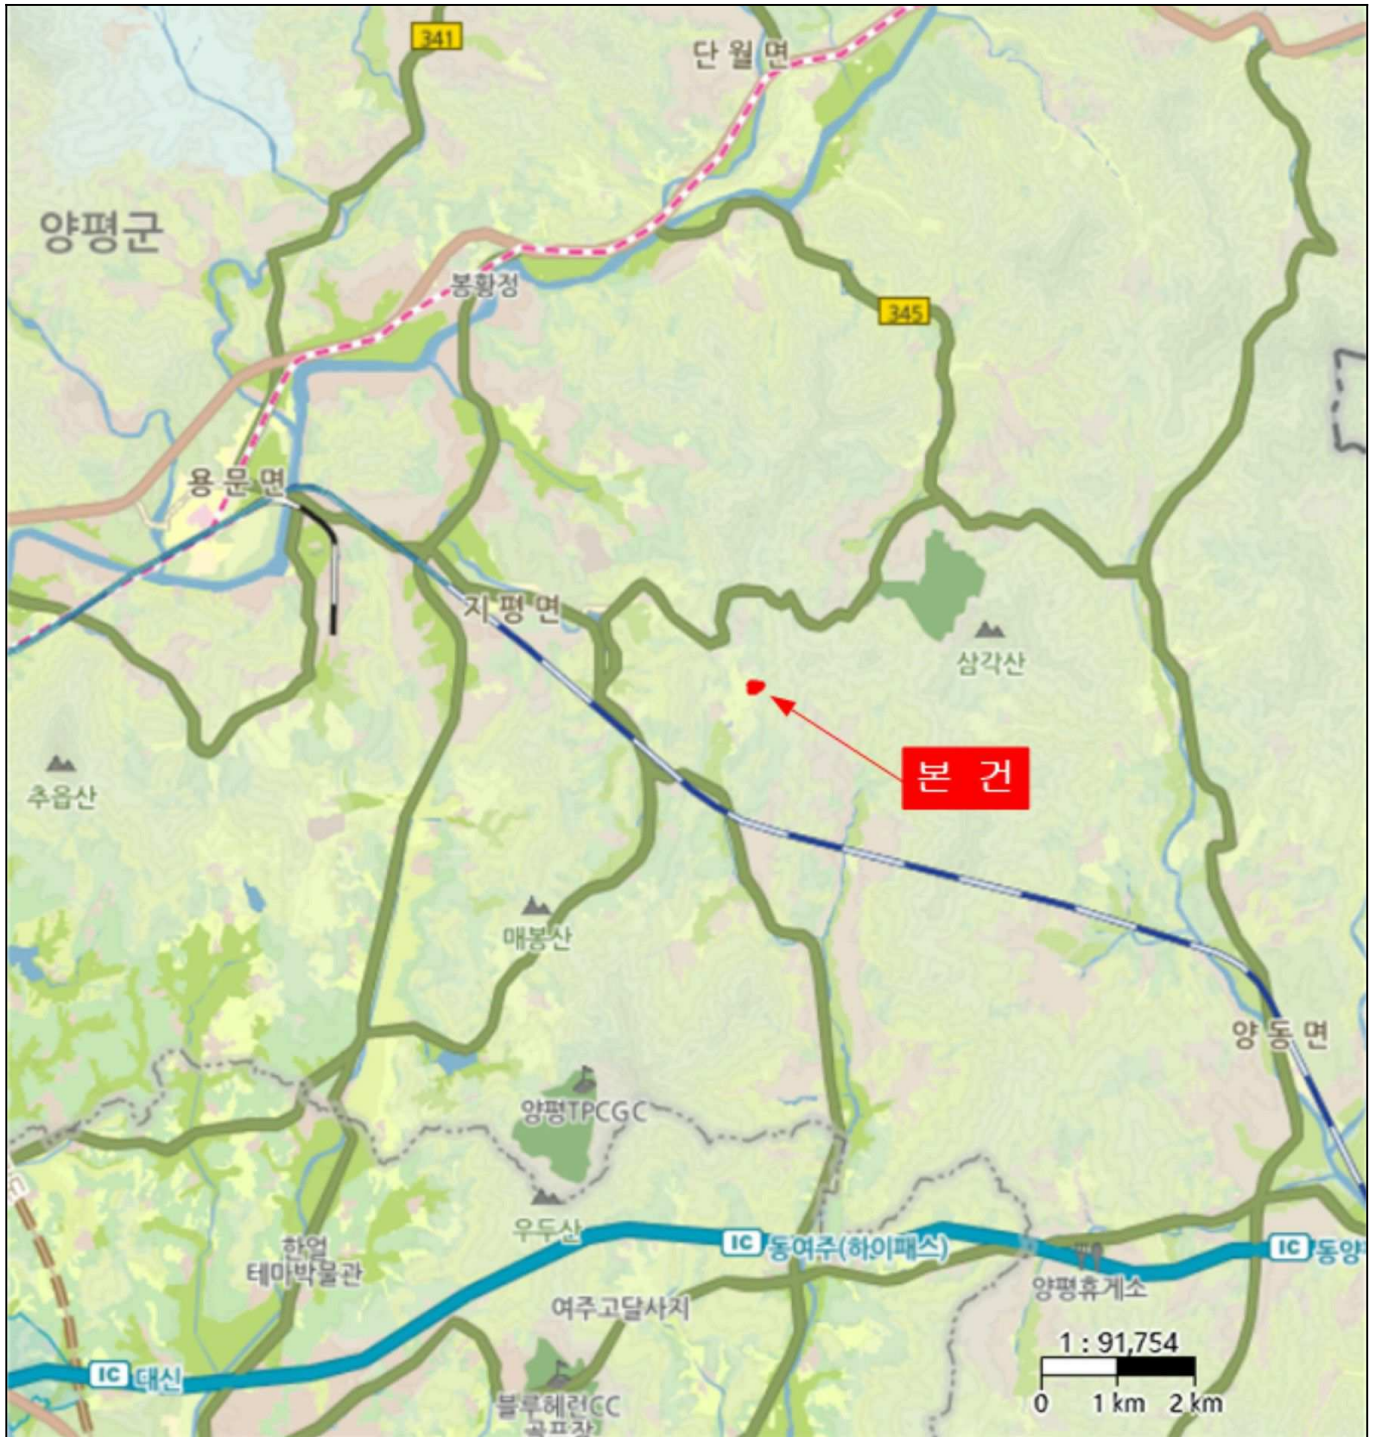 341
단월면
양평군
봉황정
345
용문면
지평면
삼각산
본 건
추읍산
매봉산
양동면
양평TPCGC
우두산
한얼
테마박물관
IC 동여주(하이패스)
IC 동양
양평휴게소
여주고달사지
1 : 91,754
0 1 km 2 km
IC 대신
블루헤런CC
골프장